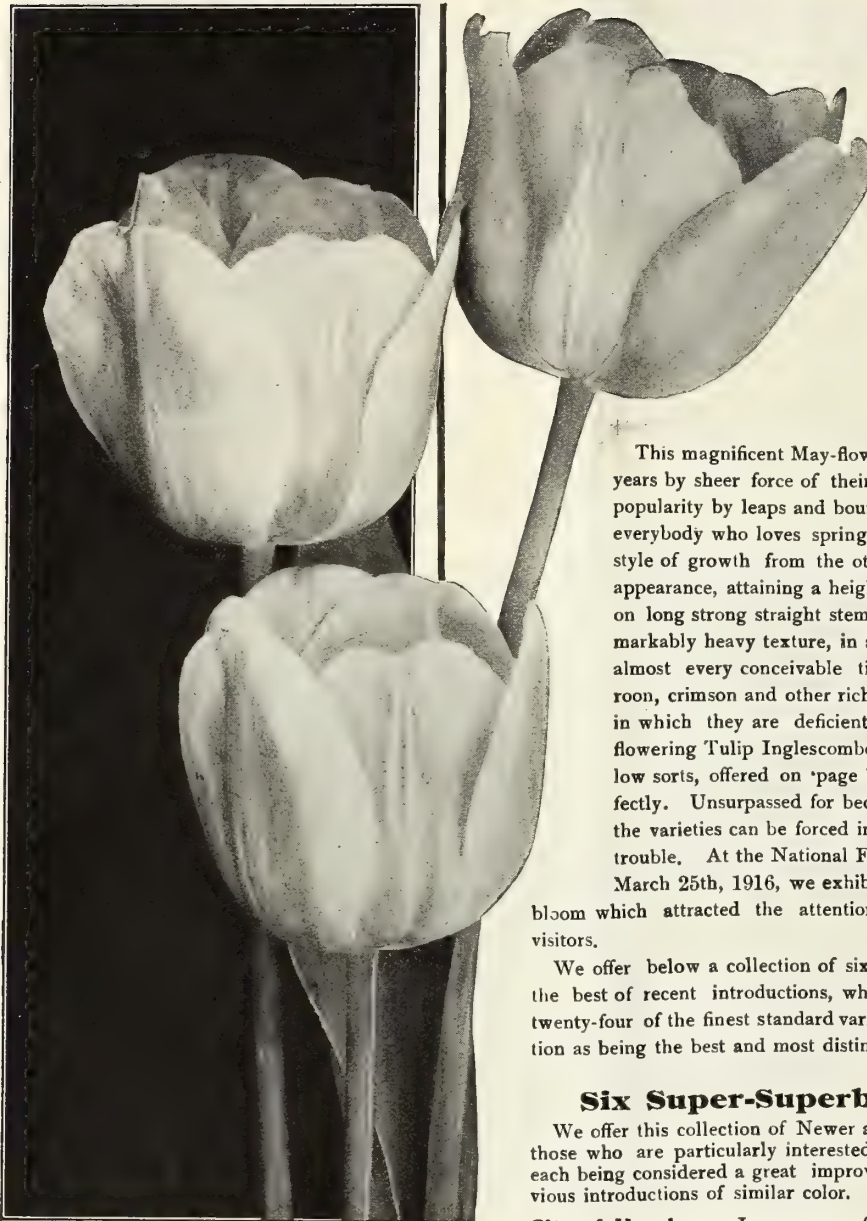 This magnificent May-flow
years by sheer force of their
popularity by leaps and bou
everybody who loves spring
style of growth from the ot
appearance, attaining a heig
on long strong straight stem
markably heavy texture, in
almost every conceivable ti
roon, crimson and other rich
in which they are deficient
flowering Tulip Inglescomb
low sorts, offered on page
fectly. Unsurpassed for bed
the varieties can be forced in
trouble. At the National F
March 25th, 1916, we exhib
bloom which attracted the attention
visitors.
We offer below a collection of six
the best of recent introductions, wh
twenty-four of the finest standard var
tion as being the best and most distin
Six Super-Superb
We offer this collection of Newer a
those who are particularly interested
each being considered a great improv
vious introductions of similar color.